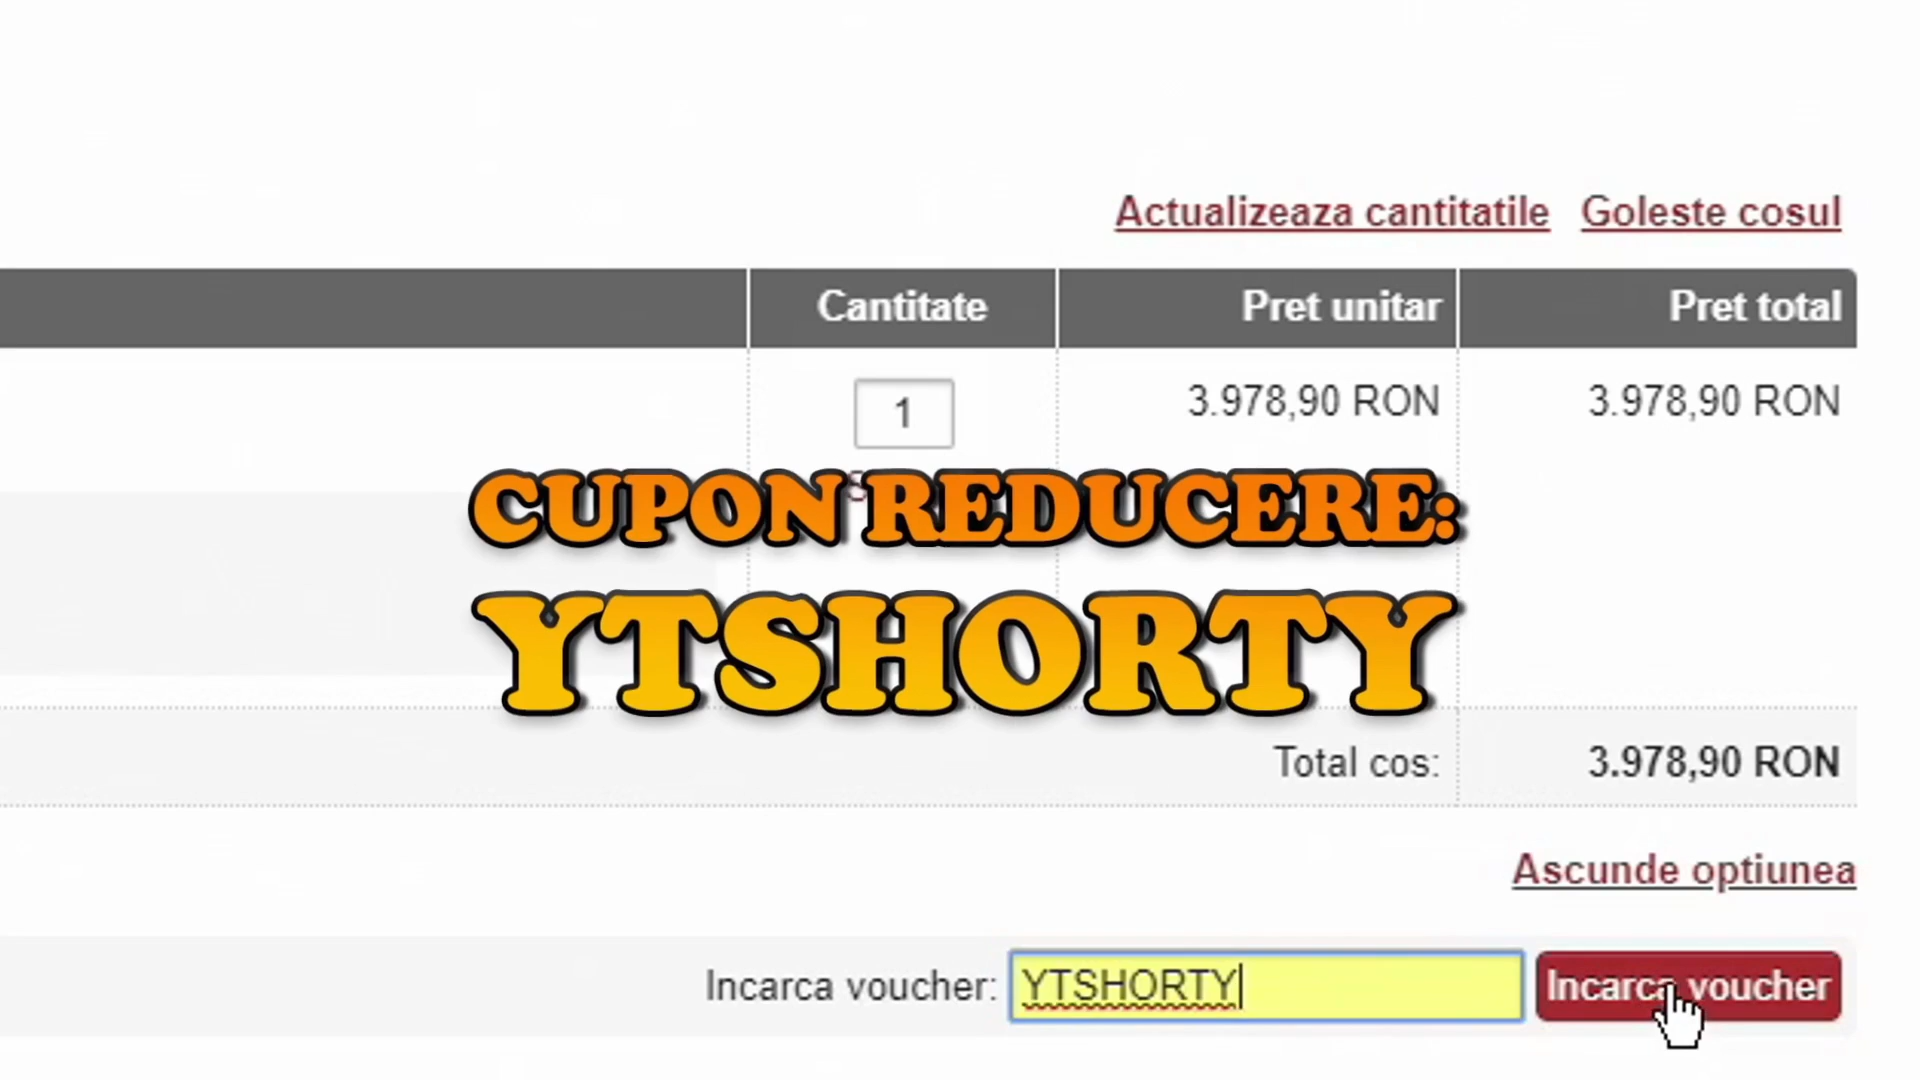 Actualizeaza cantitatile Goleste cosul
Cantitate Pret unitar Pret total
1 3.978,90 RON 3.978,90 RON
CUPON REDUCERE:
YTSHORTY
Total cos: 3.978,90 RON
Ascunde optiunea
Incarca voucher: YTSHORTY Incarca voucher